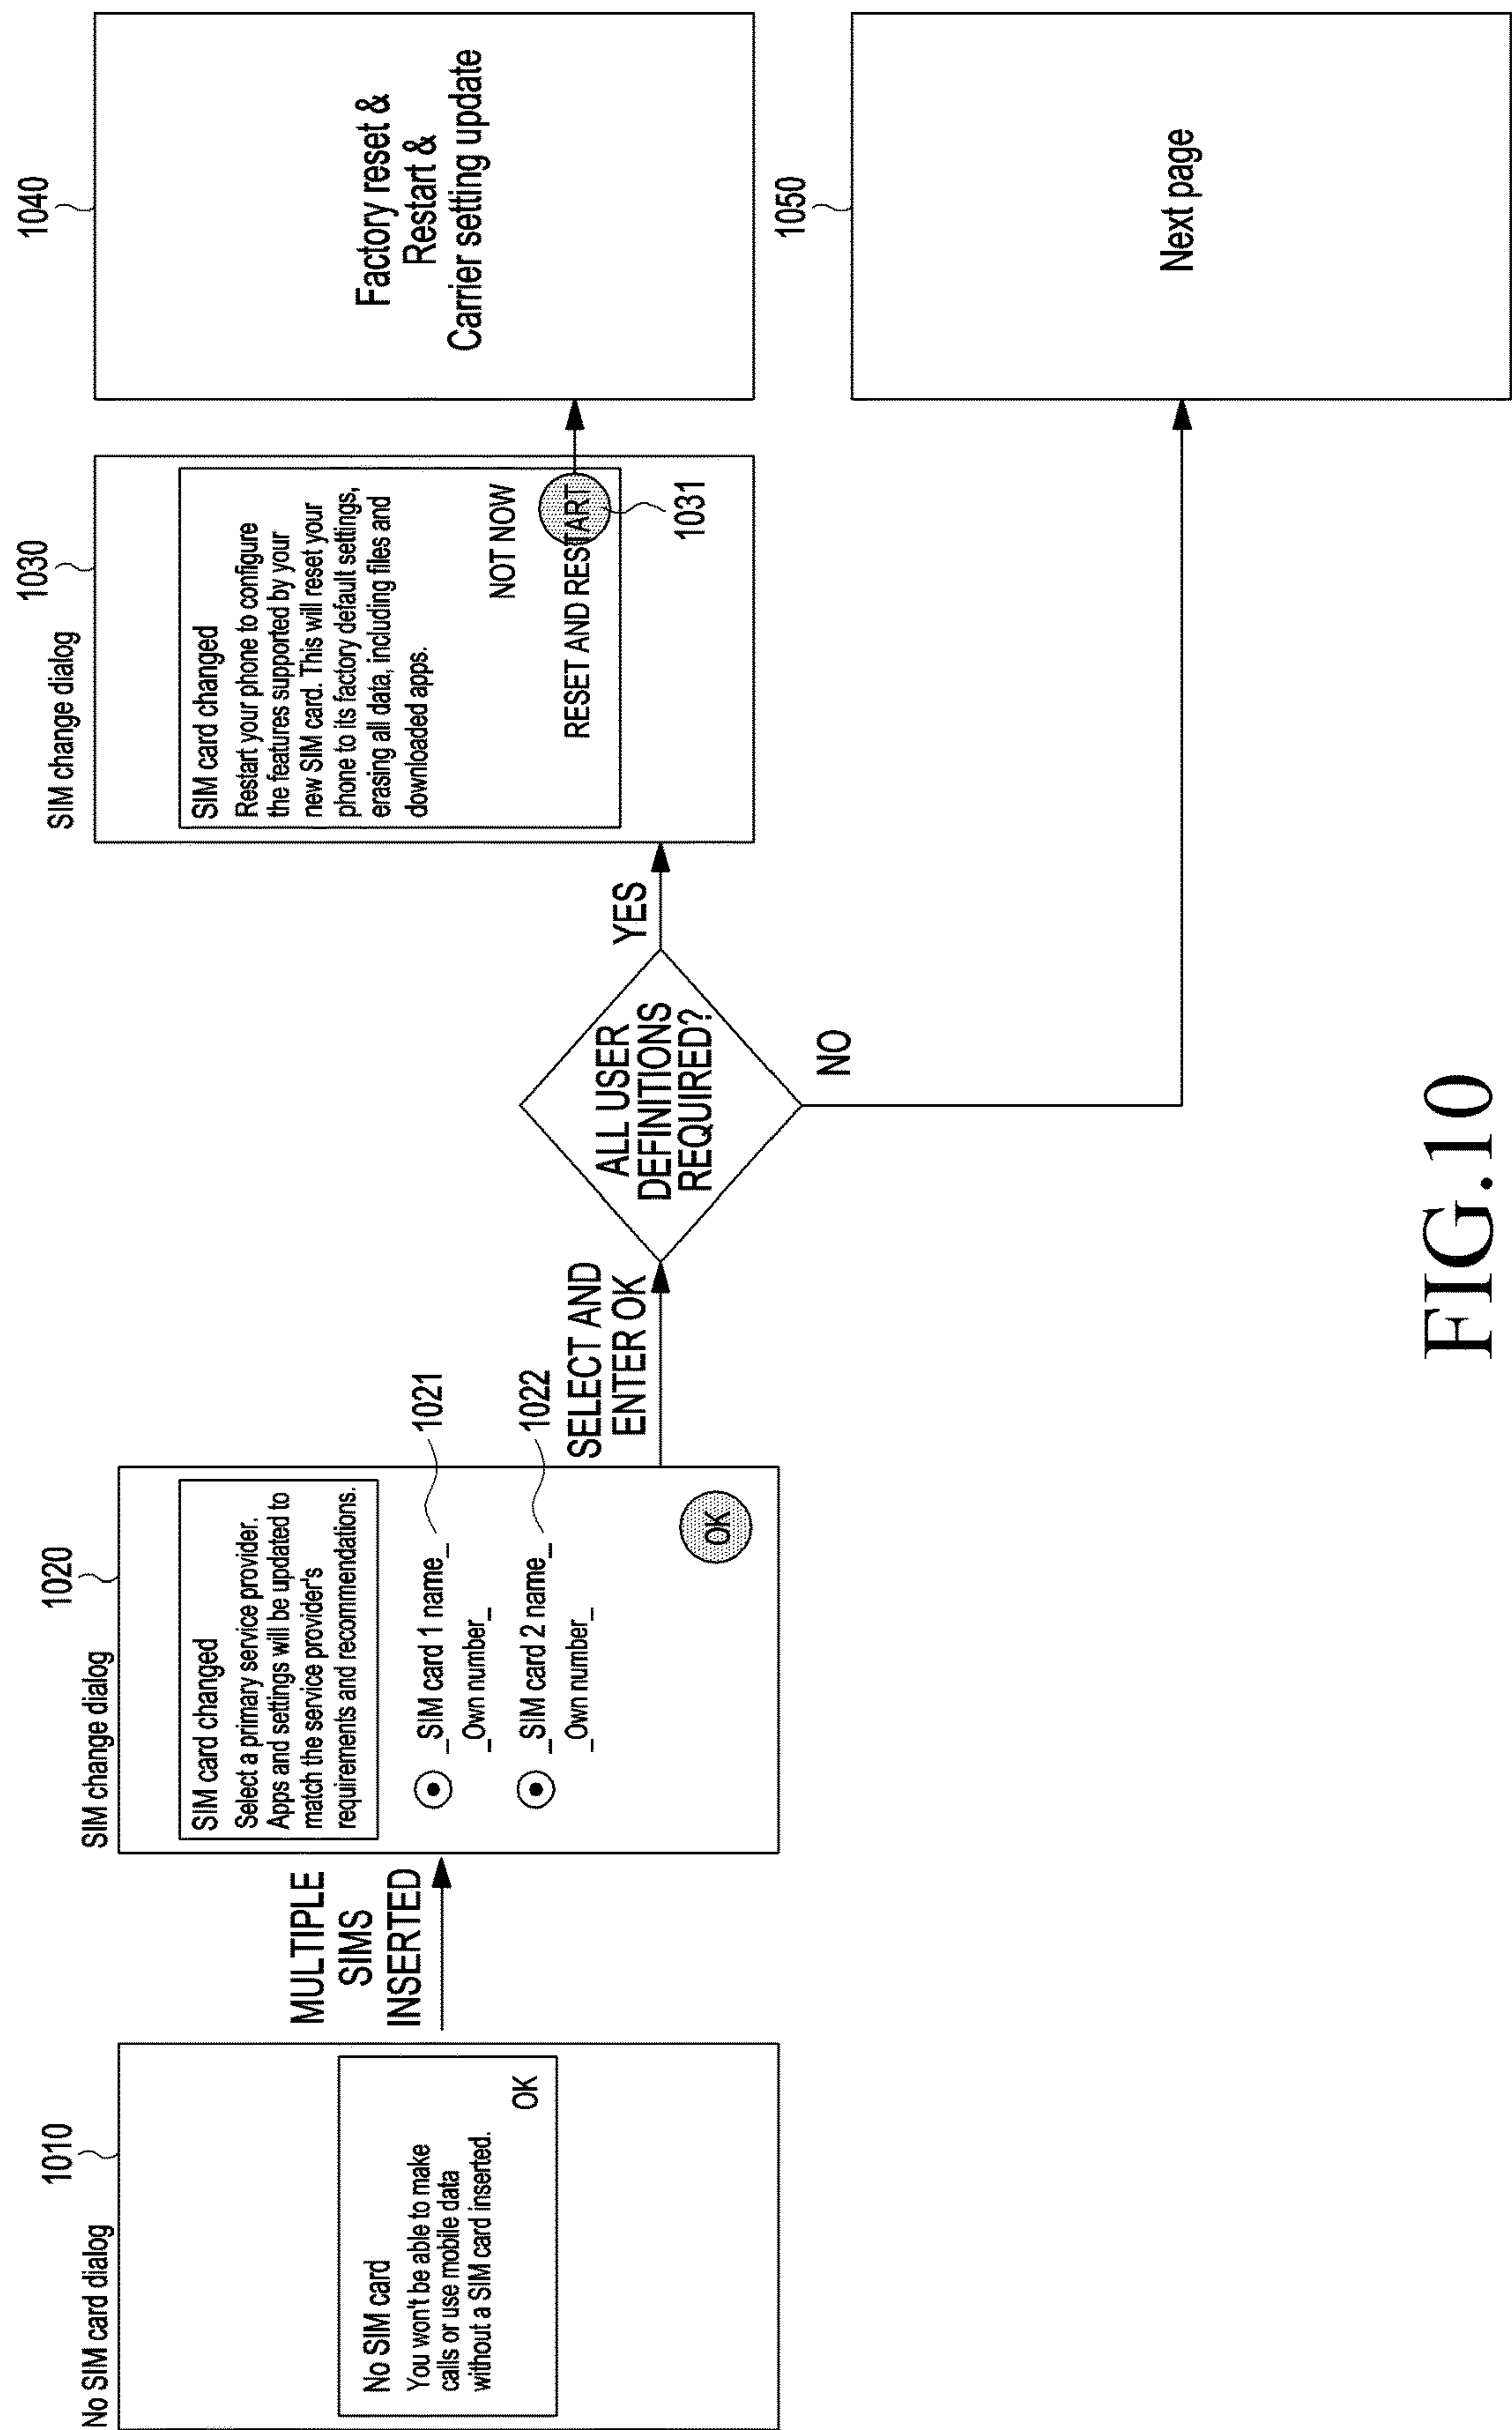 No SIM card dialog
1010
No SIM card
You won't be able to make
calls or use mobile data
without a SIM card inserted.
OK
MULTIPLE
SIMS
INSERTED
SIM change dialog
1020
SIM card changed
Select a primary service provider.
Apps and settings will be updated to
match the service provider's
requirements and recommendations.
_SIM card 1 name_
1021
_Own number_
_SIM card 2 name_
1022
_Own number_
OK
SELECT AND
ENTER OK
ALL USER
DEFINITIONS
REQUIRED?
YES
NO
SIM change dialog
1030
SIM card changed
Restart your phone to configure
the features supported by your
new SIM card. This will reset your
phone to its factory default settings,
erasing all data, including files and
downloaded apps.
NOT NOW
RESET AND RESTART
1031
1040
Factory reset &
Restart &
Carrier setting update
1050
Next page
FIG.10